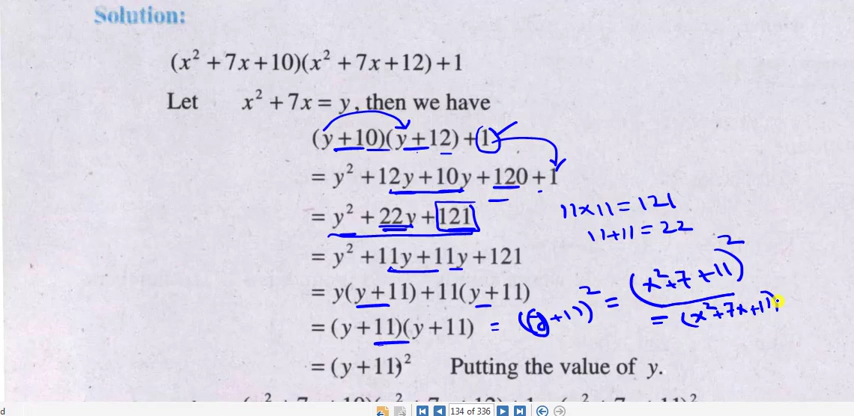 Solution:
(x² + 7x + 10)(x² + 7x + 12) + 1
Let x² + 7x = y, then we have
(y + 10)(y + 12) + 1
= y² + 12y + 10y + 120 + 1
= y² + 22y + 121
11 × 11 = 121
11 + 11 = 22
= y² + 11y + 11y + 121
= y(y + 11) + 11(y + 11)
= (y + 11)(y + 11) = (y + 11)² = (x² + 7 + 11)²
= (x² + 7x + 11)
= (y + 11)² Putting the value of y.
134 of 336